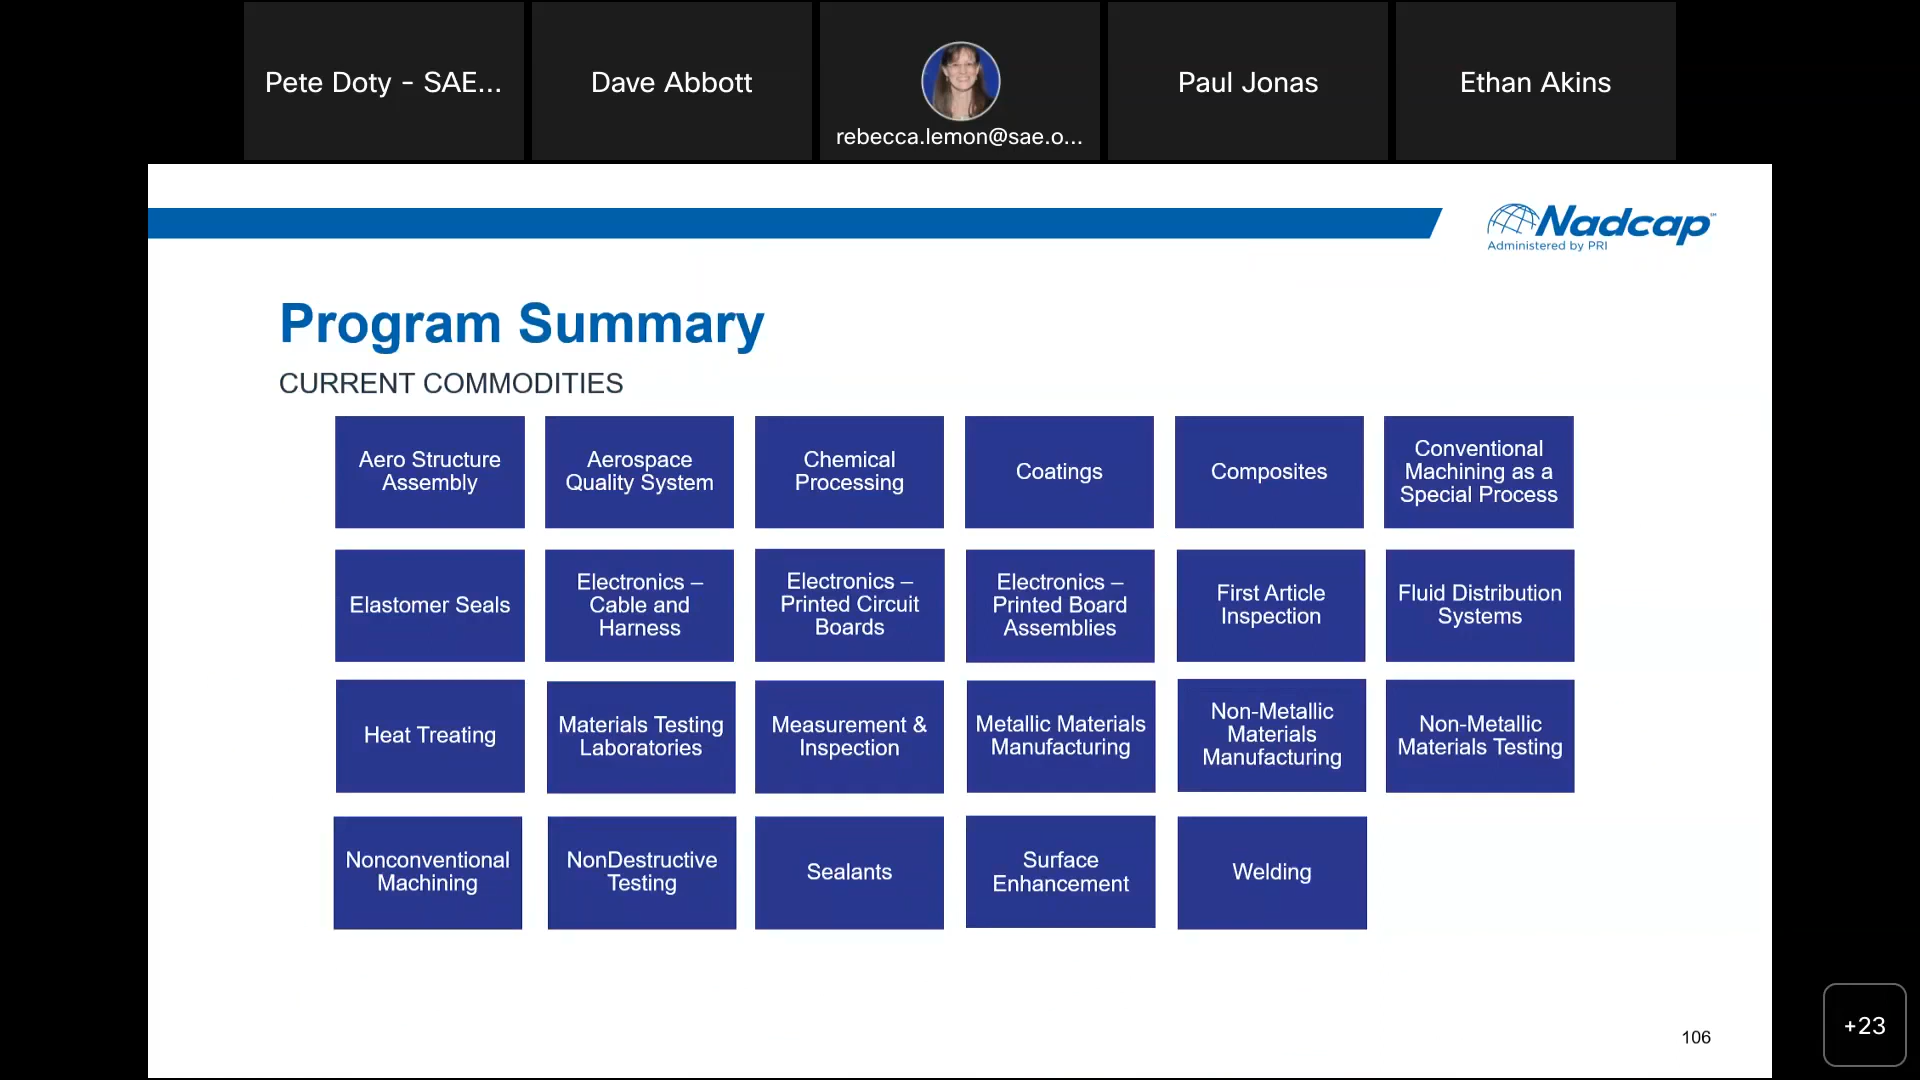 Pete Doty - SAE...
Dave Abbott
rebecca.lemon@sae.o...
Paul Jonas
Ethan Akins
Nadcap℠
Administered by PRI
Program Summary
CURRENT COMMODITIES
Aero Structure
Assembly
Aerospace
Quality System
Chemical
Processing
Coatings
Composites
Conventional
Machining as a
Special Process
Elastomer Seals
Electronics –
Cable and
Harness
Electronics –
Printed Circuit
Boards
Electronics –
Printed Board
Assemblies
First Article
Inspection
Fluid Distribution
Systems
Heat Treating
Materials Testing
Laboratories
Measurement &
Inspection
Metallic Materials
Manufacturing
Non-Metallic
Materials
Manufacturing
Non-Metallic
Materials Testing
Nonconventional
Machining
NonDestructive
Testing
Sealants
Surface
Enhancement
Welding
106
+23